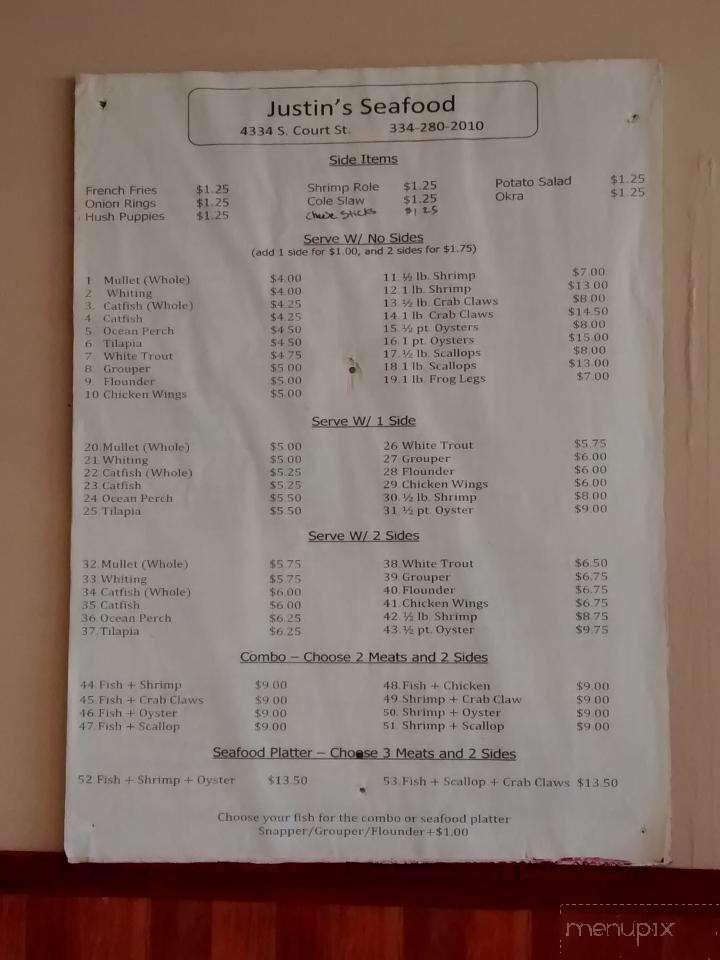 Justin's Seafood
4334 S. Court St. 334-280-2010
Side Items
French Fries $1.25
Onion Rings $1.25
Hush Puppies $1.25
Shrimp Role $1.25
Cole Slaw $1.25
Cheese Sticks $1.25
Potato Salad $1.25
Okra $1.25
Serve W/ No Sides
(add 1 side for $1.00, and 2 sides for $1.75)
1 Mullet (Whole) $4.00
2 Whiting $4.00
3. Catfish (Whole) $4.25
4. Catfish $4.25
5. Ocean Perch $4.50
6. Tilapia $4.50
7. White Trout $4.75
8. Grouper $5.00
9. Flounder $5.00
10 Chicken Wings $5.00
11. ½ lb. Shrimp $7.00
12. 1 lb. Shrimp $13.00
13. ½ lb. Crab Claws $8.00
14. 1 lb. Crab Claws $14.50
15. ½ pt. Oysters $8.00
16. 1 pt. Oysters $15.00
17. ½ lb. Scallops $8.00
18. 1 lb. Scallops $13.00
19. 1 lb. Frog Legs $7.00
Serve W/ 1 Side
20. Mullet (Whole) $5.00
21. Whiting $5.00
22. Catfish (Whole) $5.25
23. Catfish $5.25
24. Ocean Perch $5.50
25. Tilapia $5.50
26. White Trout $5.75
27. Grouper $6.00
28. Flounder $6.00
29. Chicken Wings $6.00
30. ½ lb. Shrimp $8.00
31. ½ pt. Oyster $9.00
Serve W/ 2 Sides
32. Mullet (Whole) $5.75
33. Whiting $5.75
34. Catfish (Whole) $6.00
35. Catfish $6.00
36. Ocean Perch $6.25
37. Tilapia $6.25
38. White Trout $6.50
39. Grouper $6.75
40. Flounder $6.75
41. Chicken Wings $6.75
42. ½ lb. Shrimp $8.75
43. ½ pt. Oyster $9.75
Combo – Choose 2 Meats and 2 Sides
44. Fish + Shrimp $9.00
45. Fish + Crab Claws $9.00
46. Fish + Oyster $9.00
47. Fish + Scallop $9.00
48. Fish + Chicken $9.00
49. Shrimp + Crab Claw $9.00
50. Shrimp + Oyster $9.00
51. Shrimp + Scallop $9.00
Seafood Platter – Choose 3 Meats and 2 Sides
52. Fish + Shrimp + Oyster $13.50
53. Fish + Scallop + Crab Claws $13.50
Choose your fish for the combo or seafood platter
Snapper/Grouper/Flounder+$1.00
menupix